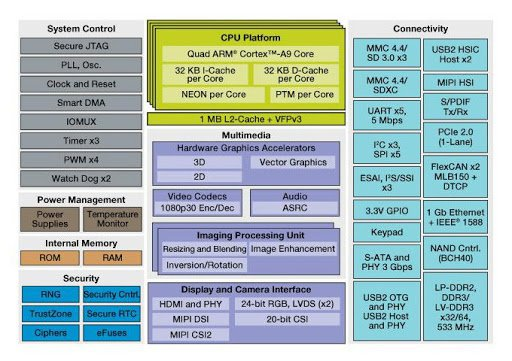 System Control
Secure JTAG
PLL, Osc.
Clock and Reset
Smart DMA
IOMUX
Timer x3
PWM x4
Watch Dog x2
Power Management
Power
Supplies
Temperature
Monitor
Internal Memory
ROM
RAM
Security
RNG
Security Cntrl.
TrustZone
Secure RTC
Ciphers
eFuses
CPU Platform
Quad ARM® Cortex™-A9 Core
32 KB I-Cache
per Core
32 KB D-Cache
per Core
NEON per Core
PTM per Core
1 MB L2-Cache + VFPv3
Multimedia
Hardware Graphics Accelerators
3D
Vector Graphics
2D
Video Codecs
1080p30 Enc/Dec
Audio
ASRC
Imaging Processing Unit
Resizing and Blending
Image Enhancement
Inversion/Rotation
Display and Camera Interface
HDMI and PHY
24-bit RGB, LVDS (x2)
MIPI DSI
20-bit CSI
MIPI CSI2
Connectivity
MMC 4.4/
SD 3.0 x3
MMC 4.4/
SDXC
UART x5,
5 Mbps
I²C x3,
SPI x5
ESAI, I²S/SSI
x3
3.3V GPIO
Keypad
S-ATA and
PHY 3 Gbps
USB2 OTG
and PHY
USB2 Host
and PHY
USB2 HSIC
Host x2
MIPI HSI
S/PDIF
Tx/Rx
PCIe 2.0
(1-Lane)
FlexCAN x2
MLB150 +
DTCP
1 Gb Ethernet
+ IEEE® 1588
NAND Cntrl.
(BCH40)
LP-DDR2,
DDR3/
LV-DDR3
x32/64,
533 MHz